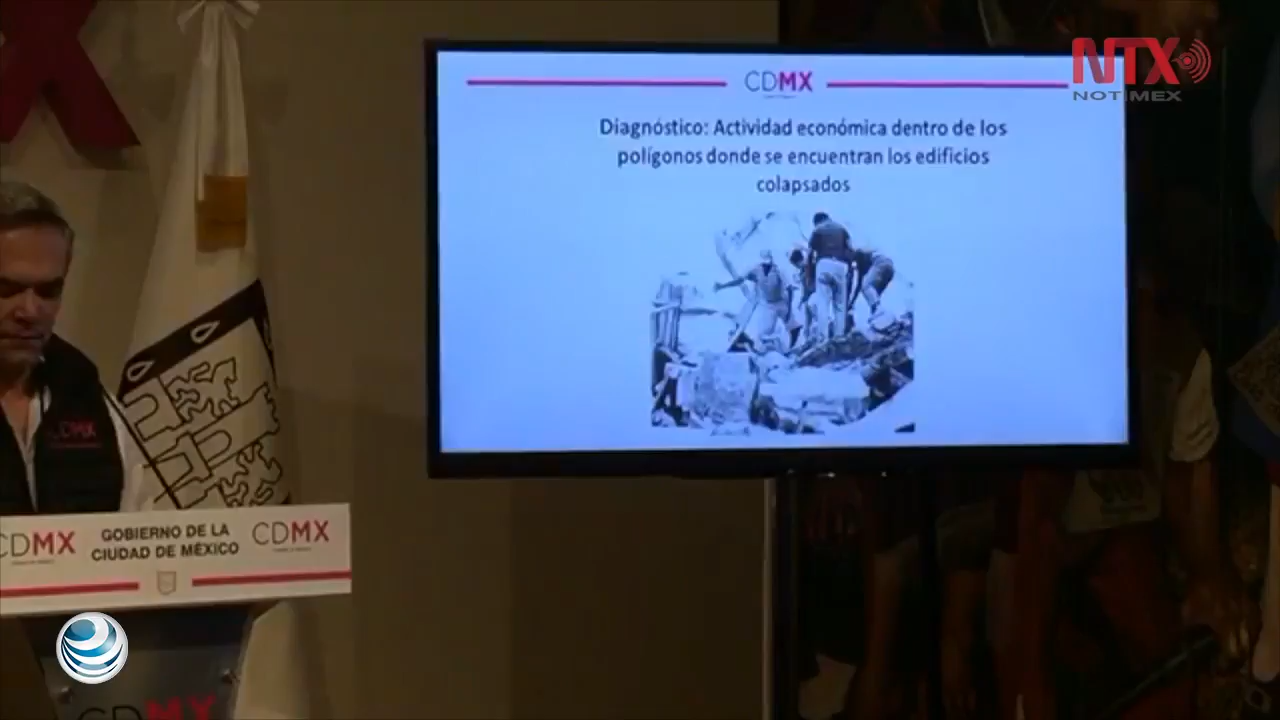 NTX
NOTIMEX
CDMX
Diagnóstico: Actividad económica dentro de los
polígonos donde se encuentran los edificios
colapsados
CDMX
CDMX
GOBIERNO DE LA
CIUDAD DE MÉXICO
CDMX
CDMX